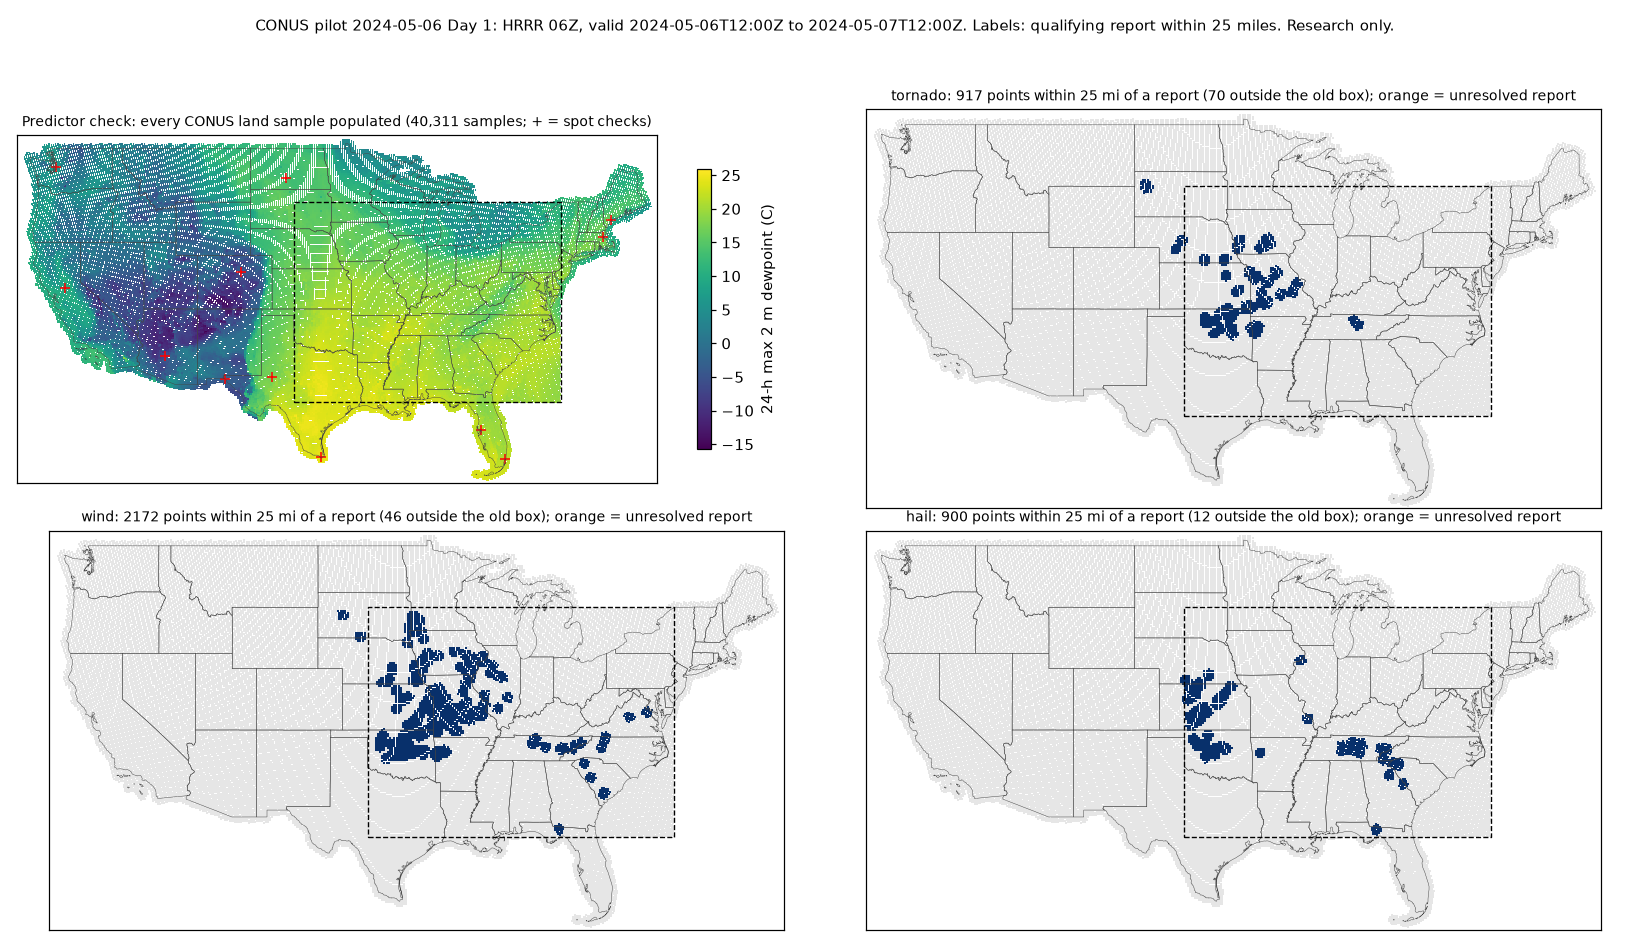 CONUS pilot 2024-05-06 Day 1: HRRR 06Z, valid 2024-05-06T12:00Z to 2024-05-07T12:00Z. Labels: qualifying report within 25 miles. Research only.
Predictor check: every CONUS land sample populated (40,311 samples; + = spot checks)
25
20
15
10
5
0
−5
−10
−15
24-h max 2 m dewpoint (C)
tornado: 917 points within 25 mi of a report (70 outside the old box); orange = unresolved report
wind: 2172 points within 25 mi of a report (46 outside the old box); orange = unresolved report
hail: 900 points within 25 mi of a report (12 outside the old box); orange = unresolved report